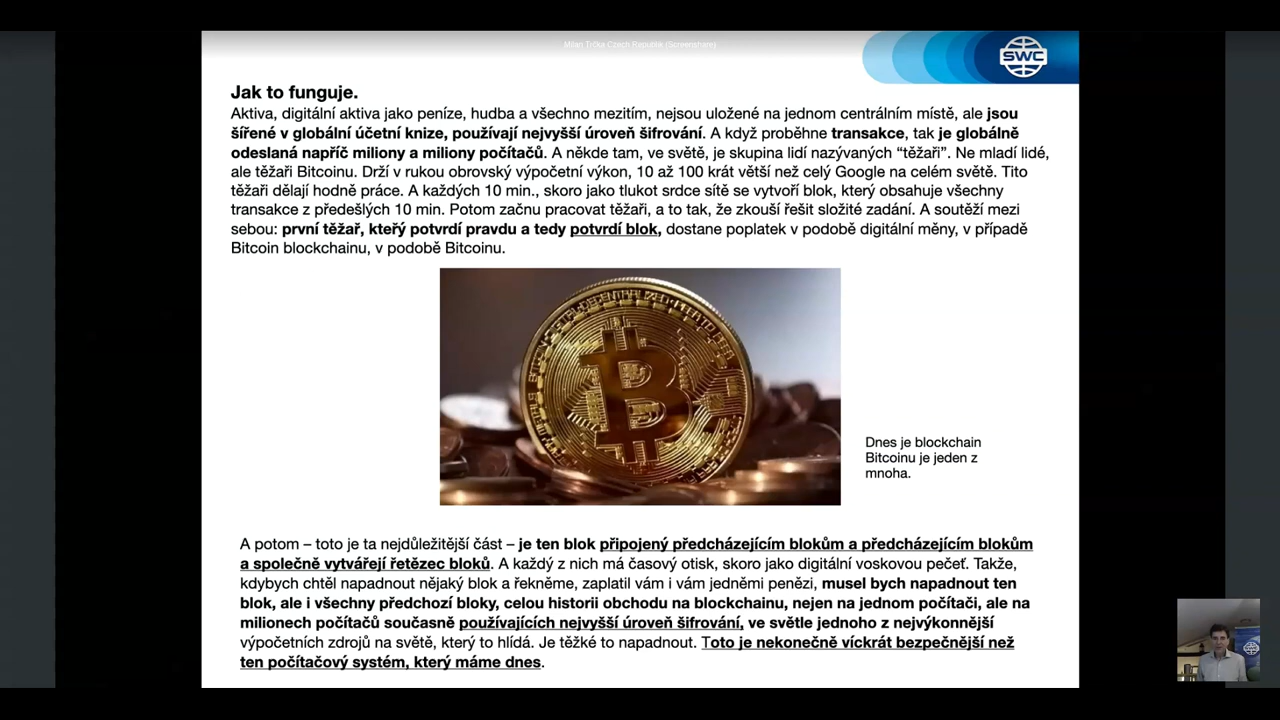 Milan Trčka Czech Republic (Screenshare)
SWC
Jak to funguje.
Aktiva, digitální aktiva jako peníze, hudba a všechno mezitím, nejsou uložené na jednom centrálním místě, ale jsou
šířené v globální účetní knize, používají nejvyšší úroveň šifrování. A když proběhne transakce, tak je globálně
odeslaná napříč miliony a miliony počítačů. A někde tam, ve světě, je skupina lidí nazývaných “těžaři”. Ne mladí lidé,
ale těžaři Bitcoinu. Drží v rukou obrovský výpočetní výkon, 10 až 100 krát větší než celý Google na celém světě. Tito
těžaři dělají hodně práce. A každých 10 min., skoro jako tlukot srdce sítě se vytvoří blok, který obsahuje všechny
transakce z předešlých 10 min. Potom začnu pracovat těžaři, a to tak, že zkouší řešit složité zadání. A soutěží mezi
sebou: první těžař, kteřý potvrdí pravdu a tedy potvrdí blok, dostane poplatek v podobě digitální měny, v případě
Bitcoin blockchainu, v podobě Bitcoinu.
DECENTRALIZED
Dnes je blockchain
Bitcoinu je jeden z
mnoha.
A potom – toto je ta nejdůležitější část – je ten blok připojený předcházejícím blokům a předcházejícím blokům
a společně vytvářejí řetězec bloků. A každý z nich má časový otisk, skoro jako digitální voskovou pečeť. Takže,
kdybych chtěl napadnout nějaký blok a řekněme, zaplatil vám i vám jedněmi penězi, musel bych napadnout ten
blok, ale i všechny předchozí bloky, celou historii obchodu na blockchainu, nejen na jednom počítači, ale na
milionech počítačů současně používajících nejvyšší úroveň šifrování, ve světle jednoho z nejvýkonnější
výpočetních zdrojů na světě, který to hlídá. Je těžké to napadnout. Toto je nekonečně víckrát bezpečnější než
ten počítačový systém, který máme dnes.